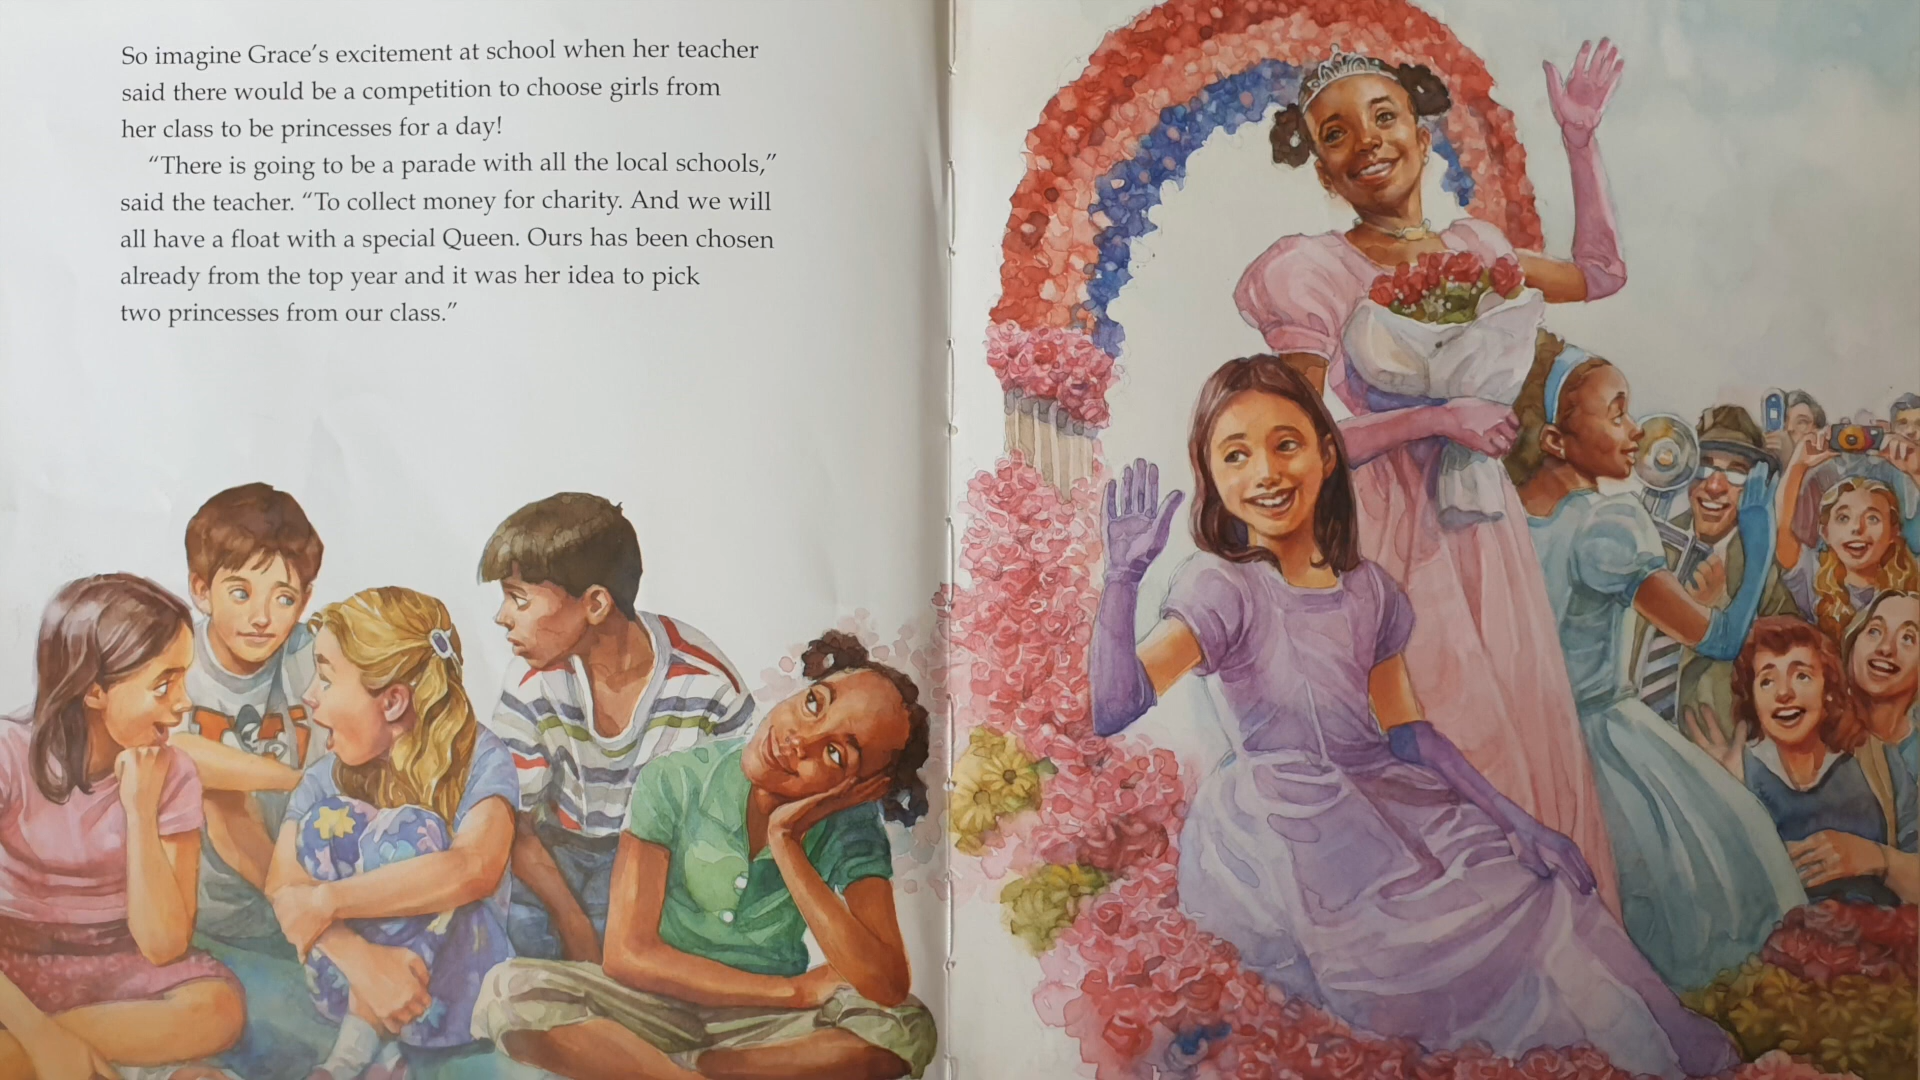 So imagine Grace’s excitement at school when her teacher
said there would be a competition to choose girls from
her class to be princesses for a day!
“There is going to be a parade with all the local schools,”
said the teacher. “To collect money for charity. And we will
all have a float with a special Queen. Ours has been chosen
already from the top year and it was her idea to pick
two princesses from our class.”